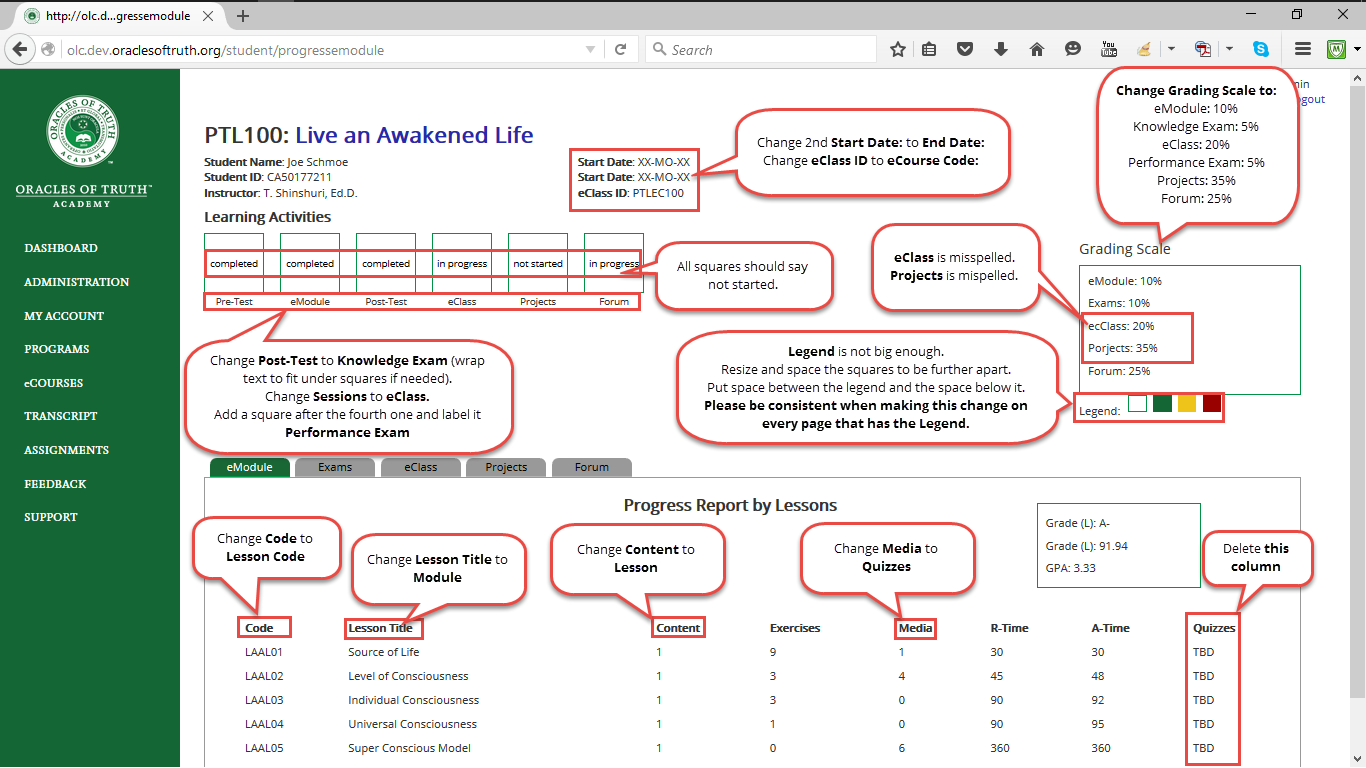 http://olc.d...gressemodule
olc.dev.oraclesoftruth.org/student/progressemodule
Search
You
Tube
ORACLES OF TRUTH
ACADEMY
ORACLES OF TRUTH™
ACADEMY
DASHBOARD
ADMINISTRATION
MY ACCOUNT
PROGRAMS
eCOURSES
TRANSCRIPT
ASSIGNMENTS
FEEDBACK
SUPPORT
PTL100: Live an Awakened Life
Student Name: Joe Schmoe
Student ID: CA50177211
Instructor: T. Shinshuri, Ed.D.
Start Date: XX-MO-XX
Start Date: XX-MO-XX
eClass ID: PTLEC100
Change 2nd Start Date: to End Date:
Change eClass ID to eCourse Code:
Change Grading Scale to:
eModule: 10%
Knowledge Exam: 5%
eClass: 20%
Performance Exam: 5%
Projects: 35%
Forum: 25%
Learning Activities
completed completed completed in progress not started in progress
Pre-Test eModule Post-Test eClass Projects Forum
All squares should say
not started.
eClass is misspelled.
Projects is mispelled.
Grading Scale
eModule: 10%
Exams: 10%
ecClass: 20%
Porjects: 35%
Forum: 25%
Legend:
Change Post-Test to Knowledge Exam (wrap
text to fit under squares if needed).
Change Sessions to eClass.
Add a square after the fourth one and label it
Performance Exam
Legend is not big enough.
Resize and space the squares to be further apart.
Put space between the legend and the space below it.
Please be consistent when making this change on
every page that has the Legend.
eModule Exams eClass Projects Forum
Progress Report by Lessons
Grade (L): A-
Grade (L): 91.94
GPA: 3.33
Change Code to
Lesson Code
Change Lesson Title to
Module
Change Content to
Lesson
Change Media to
Quizzes
Delete this
column
Code Lesson Title Content Exercises Media R-Time A-Time Quizzes
LAAL01 Source of Life 1 9 1 30 30 TBD
LAAL02 Level of Consciousness 1 3 4 45 48 TBD
LAAL03 Individual Consciousness 1 3 0 90 92 TBD
LAAL04 Universal Consciousness 1 1 0 90 95 TBD
LAAL05 Super Conscious Model 1 0 6 360 360 TBD